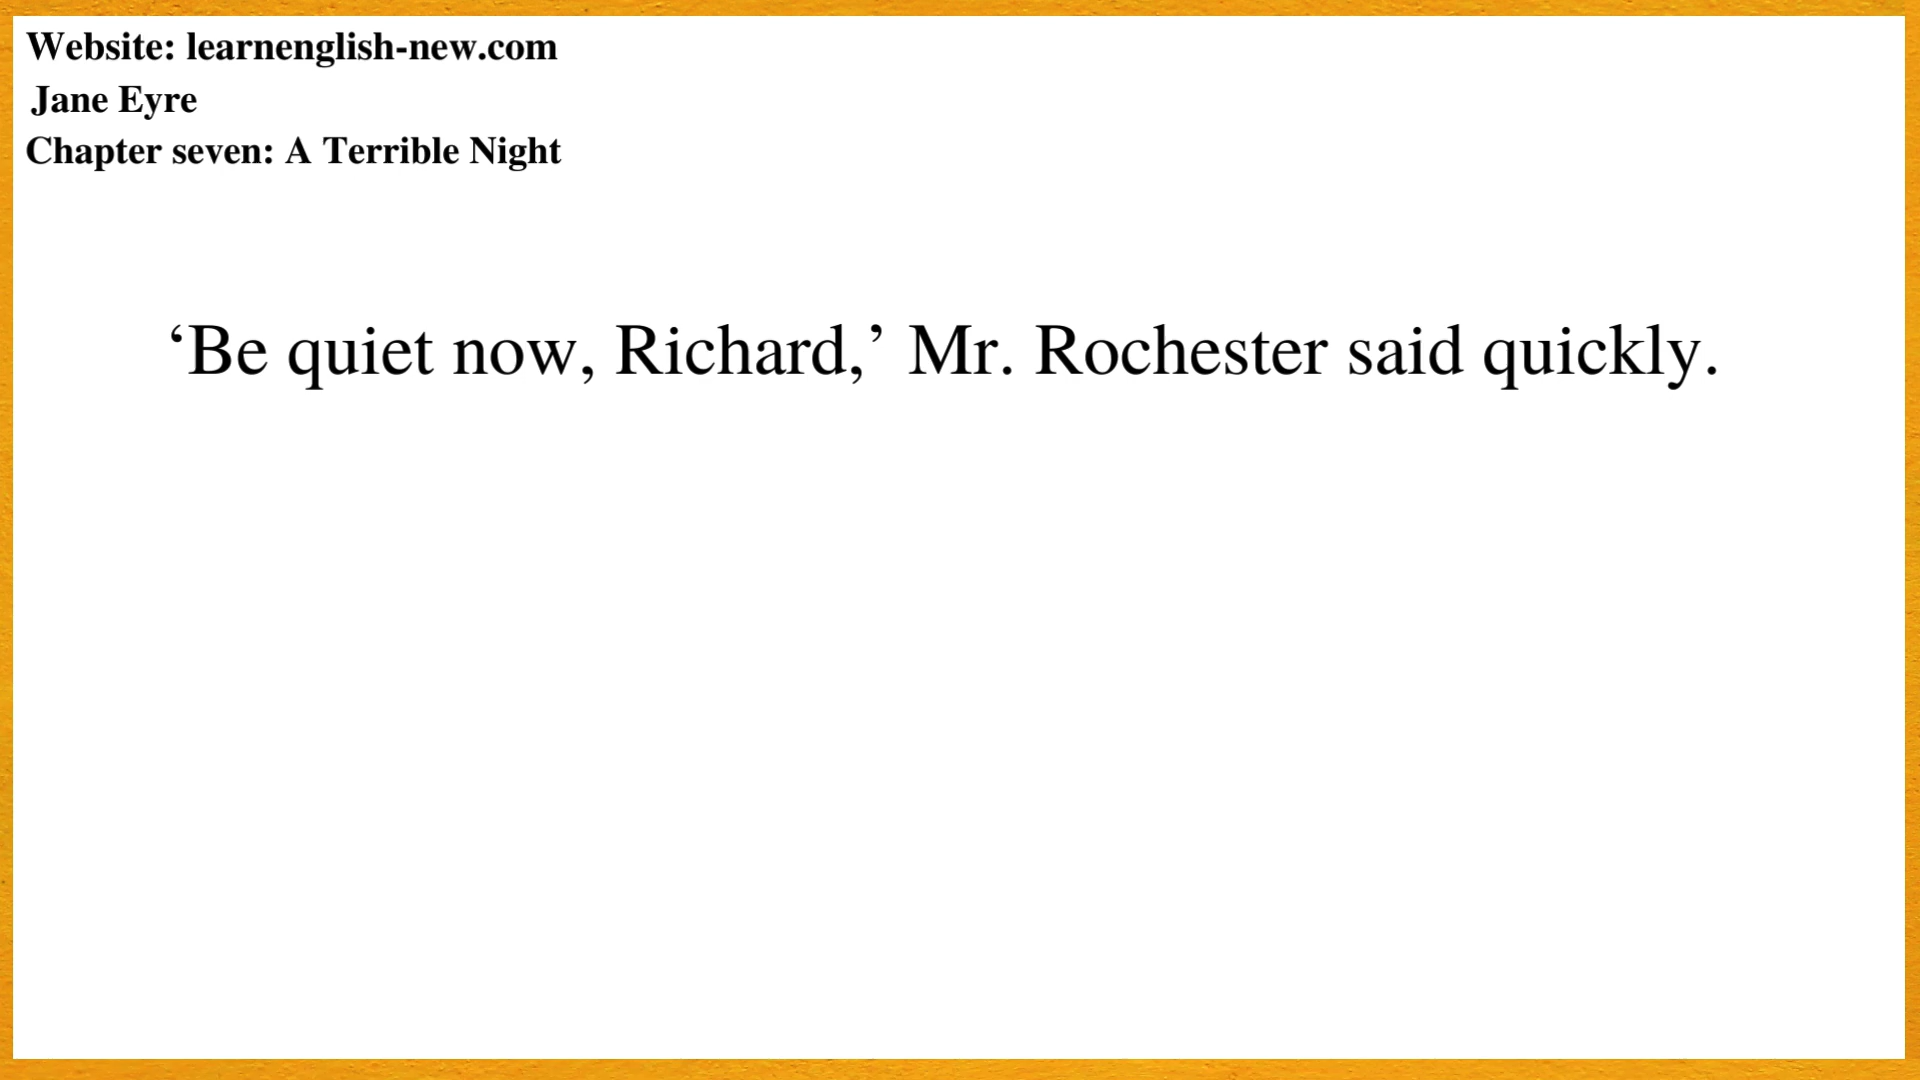 Website: learnenglish-new.com
Jane Eyre
Chapter seven: A Terrible Night
‘Be quiet now, Richard,’ Mr. Rochester said quickly.